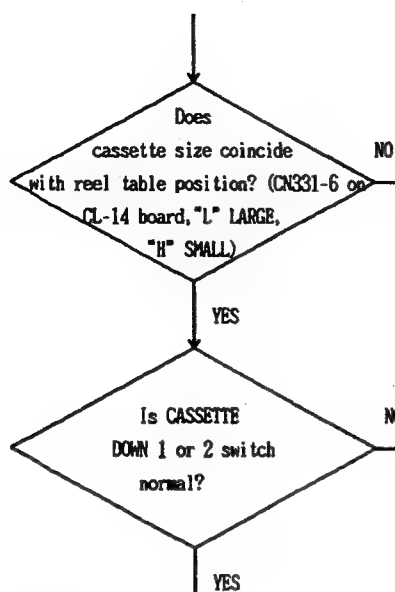 Does
cassette size coincide
NO
with reel table position? (CN331-6 on
CL-14 board, "L" LARGE,
"H" SMALL)
YES
Is CASSETTE
NO
DOWN 1 or 2 switch
normal?
YES